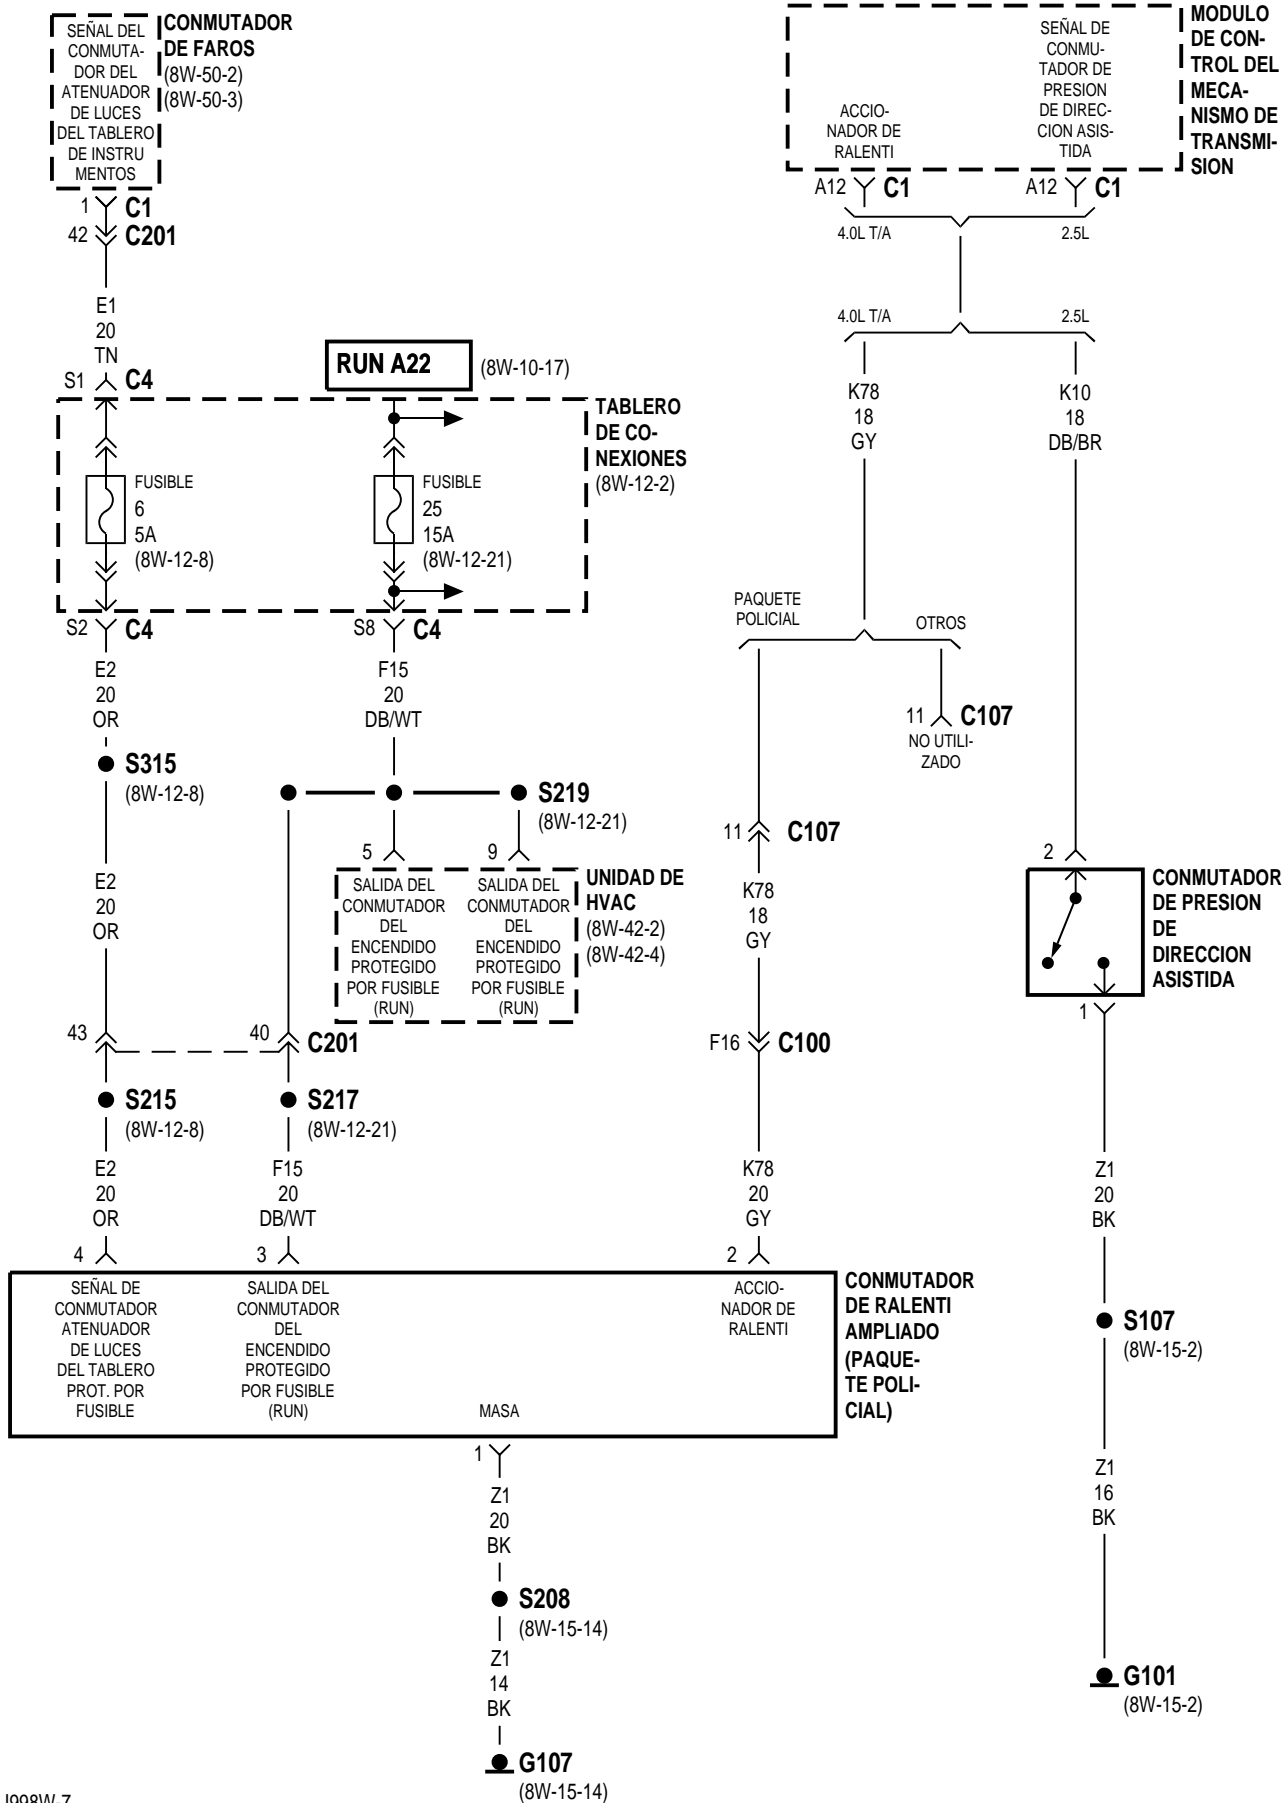 SEÑAL DEL
CONMUTA-
DOR DEL
ATENUADOR
DE LUCES
DEL TABLERO
DE INSTRU
MENTOS
CONMUTADOR
DE FAROS
(8W-50-2)
(8W-50-3)
1 C1
42 C201
E1
20
TN
S1 C4
RUN A22 (8W-10-17)
TABLERO
DE CO-
NEXIONES
(8W-12-2)
FUSIBLE
6
5A
(8W-12-8)
FUSIBLE
25
15A
(8W-12-21)
S2 C4
S8 C4
E2
20
OR
F15
20
DB/WT
S315
(8W-12-8)
S219
(8W-12-21)
E2
20
OR
5
9
SALIDA DEL
CONMUTADOR
DEL
ENCENDIDO
PROTEGIDO
POR FUSIBLE
(RUN)
SALIDA DEL
CONMUTADOR
DEL
ENCENDIDO
PROTEGIDO
POR FUSIBLE
(RUN)
UNIDAD DE
HVAC
(8W-42-2)
(8W-42-4)
43
40 C201
S215
(8W-12-8)
S217
(8W-12-21)
E2
20
OR
F15
20
DB/WT
4
3
MODULO
DE CON-
TROL DEL
MECA-
NISMO DE
TRANSMI-
SION
ACCIO-
NADOR DE
RALENTI
SEÑAL DE
CONMU-
TADOR DE
PRESION
DE DIREC-
CION ASIS-
TIDA
A12 C1
A12 C1
4.0L T/A
2.5L
4.0L T/A
2.5L
K78
18
GY
K10
18
DB/BR
PAQUETE
POLICIAL
OTROS
11 C107
NO UTILI-
ZADO
11 C107
K78
18
GY
F16 C100
K78
20
GY
2
2
CONMUTADOR
DE PRESION
DE
DIRECCION
ASISTIDA
1
Z1
20
BK
S107
(8W-15-2)
Z1
16
BK
G101
(8W-15-2)
SEÑAL DE
CONMUTADOR
ATENUADOR
DE LUCES
DEL TABLERO
PROT. POR
FUSIBLE
SALIDA DEL
CONMUTADOR
DEL
ENCENDIDO
PROTEGIDO
POR FUSIBLE
(RUN)
MASA
ACCIO-
NADOR DE
RALENTI
CONMUTADOR
DE RALENTI
AMPLIADO
(PAQUE-
TE POLI-
CIAL)
1
Z1
20
BK
S208
(8W-15-14)
Z1
14
BK
G107
(8W-15-14)
J998W-7